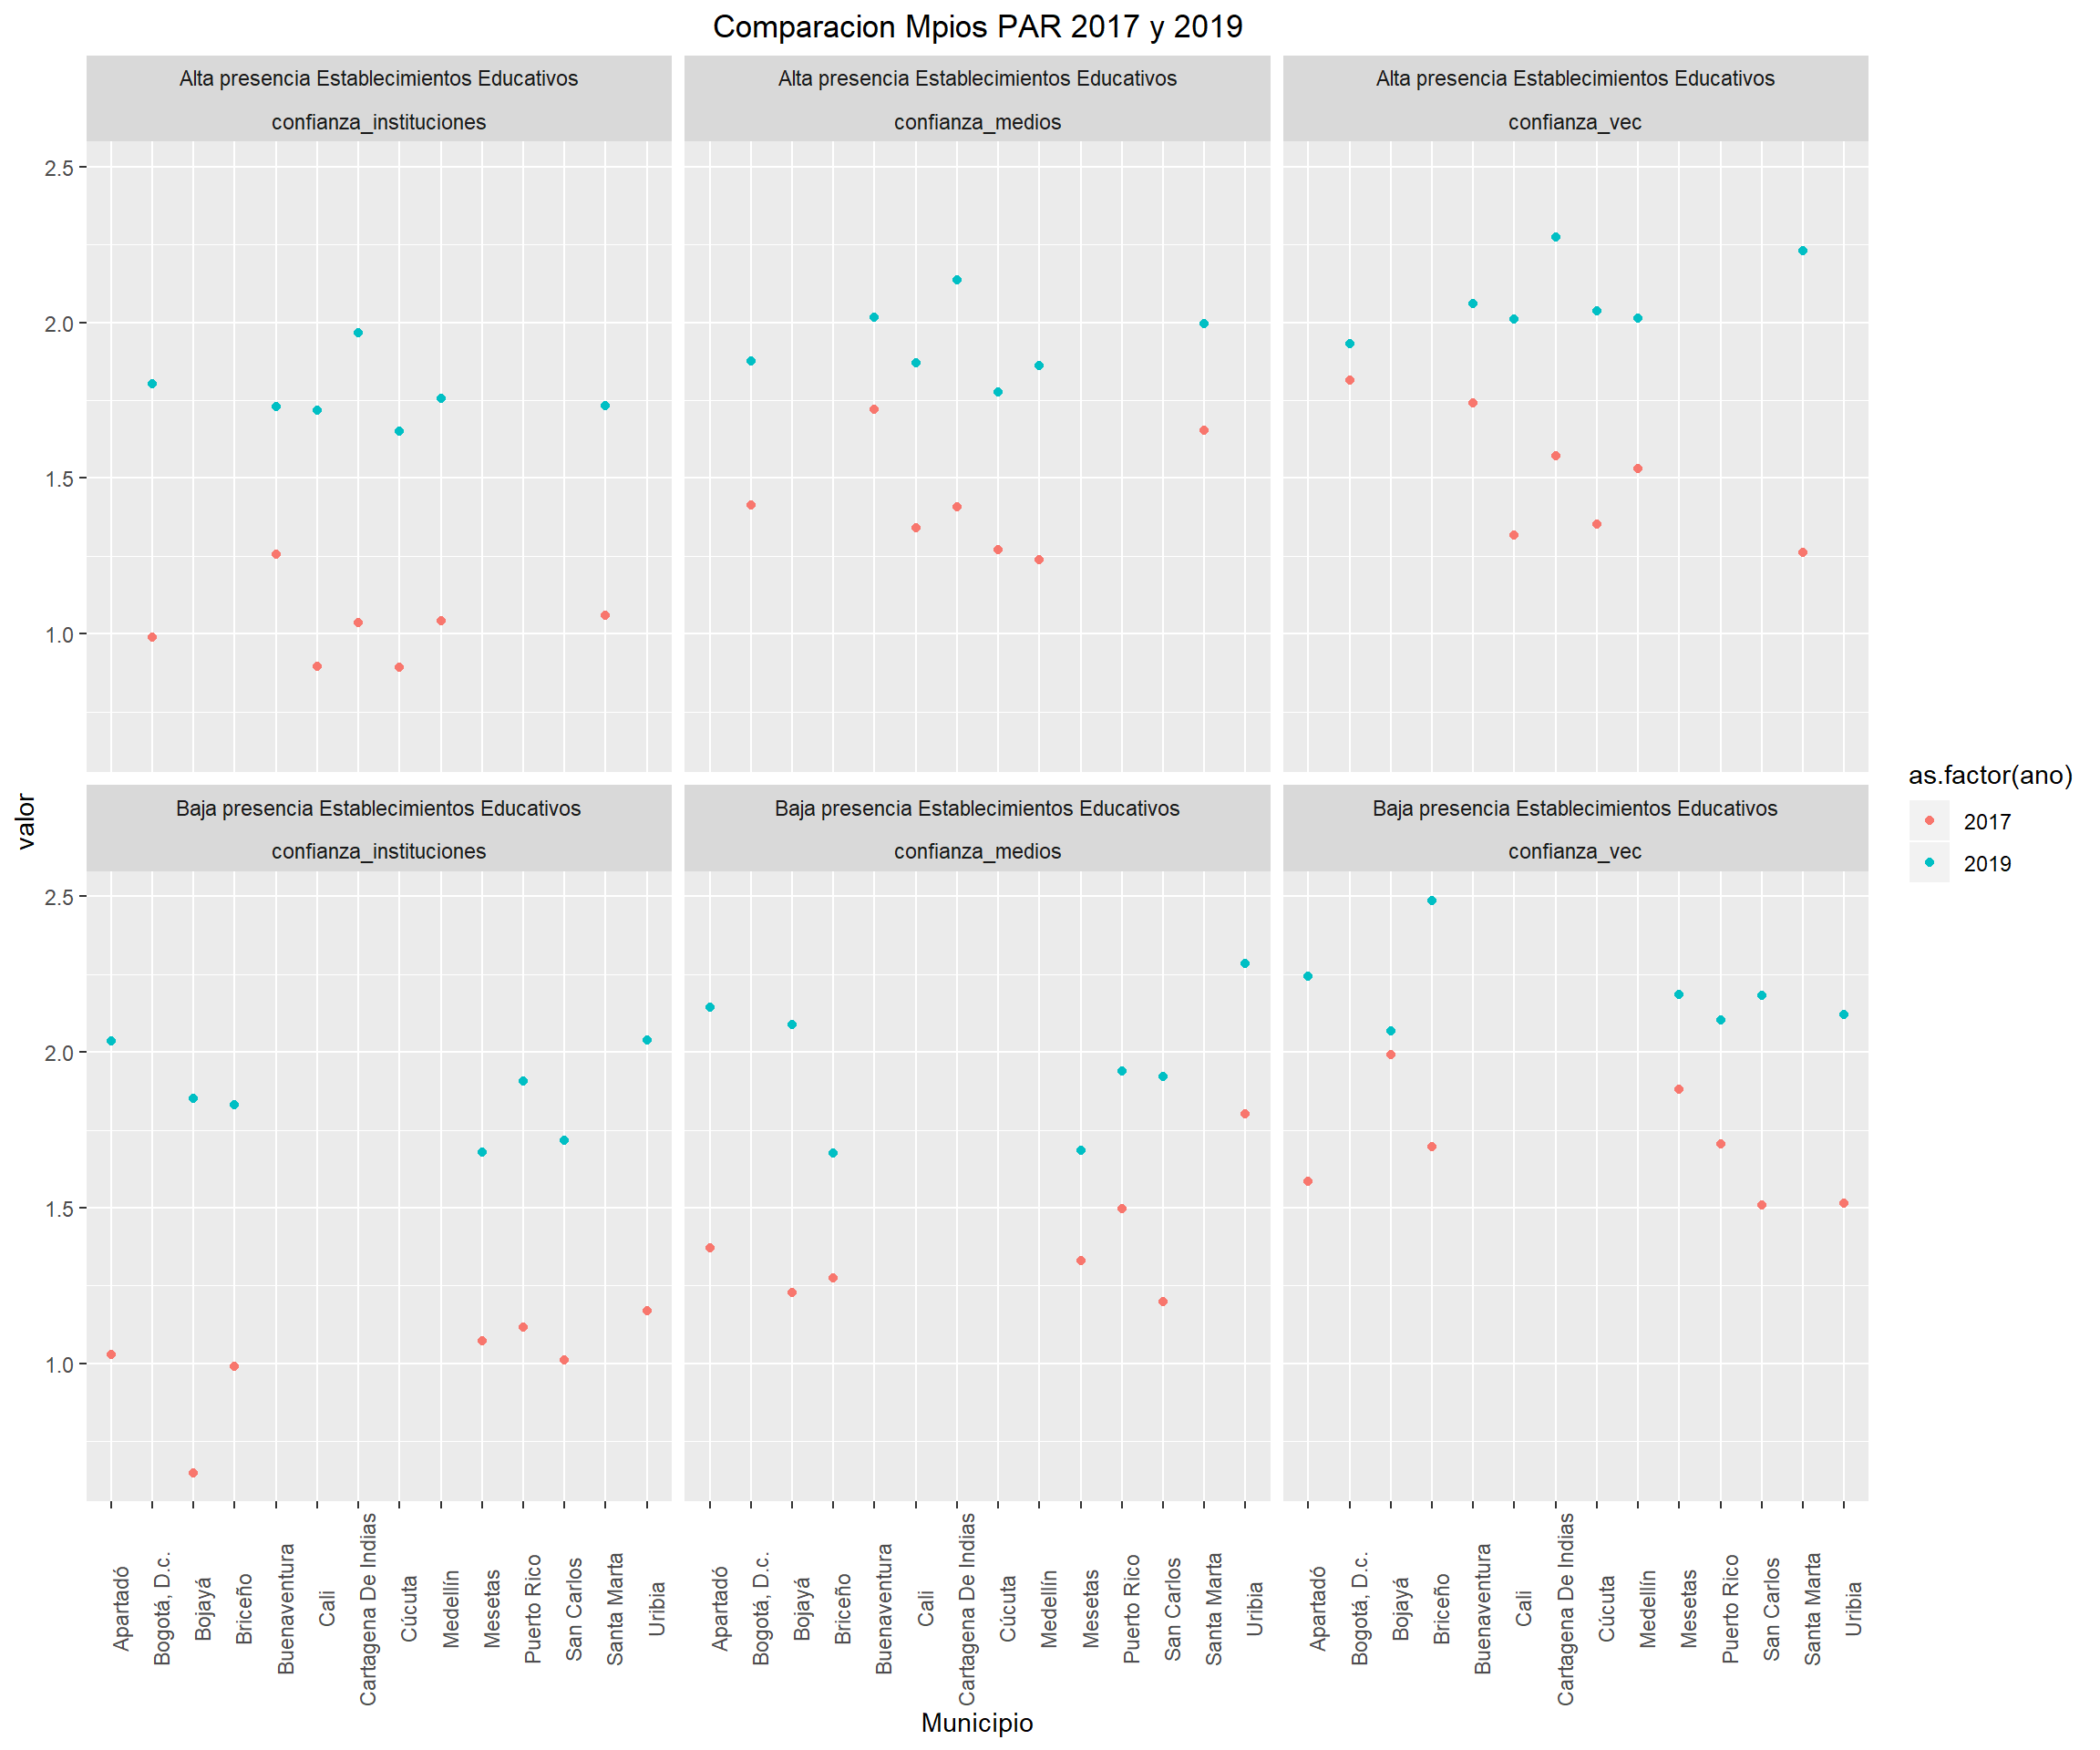 Comparacion Mpios PAR 2017 y 2019
Alta presencia Establecimientos Educativos
confianza_instituciones
Alta presencia Establecimientos Educativos
confianza_medios
Alta presencia Establecimientos Educativos
confianza_vec
2.5
2.0
1.5
1.0
valor
Baja presencia Establecimientos Educativos
confianza_instituciones
Baja presencia Establecimientos Educativos
confianza_medios
Baja presencia Establecimientos Educativos
confianza_vec
2.5
2.0
1.5
1.0
Apartadó
Bogotá, D.c.
Bojayá
Briceño
Buenaventura
Cali
Cartagena De Indias
Cúcuta
Medellín
Mesetas
Puerto Rico
San Carlos
Santa Marta
Uribia
Apartadó
Bogotá, D.c.
Bojayá
Briceño
Buenaventura
Cali
Cartagena De Indias
Cúcuta
Medellín
Mesetas
Puerto Rico
San Carlos
Santa Marta
Uribia
Apartadó
Bogotá, D.c.
Bojayá
Briceño
Buenaventura
Cali
Cartagena De Indias
Cúcuta
Medellín
Mesetas
Puerto Rico
San Carlos
Santa Marta
Uribia
Municipio
as.factor(ano)
2017
2019